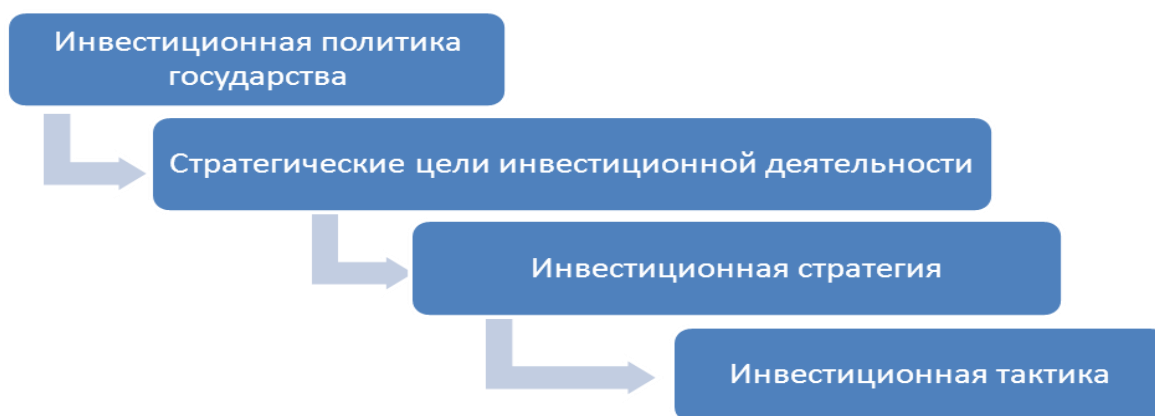 Инвестиционная политика
государства
Стратегические цели инвестиционной деятельности
Инвестиционная стратегия
Инвестиционная тактика